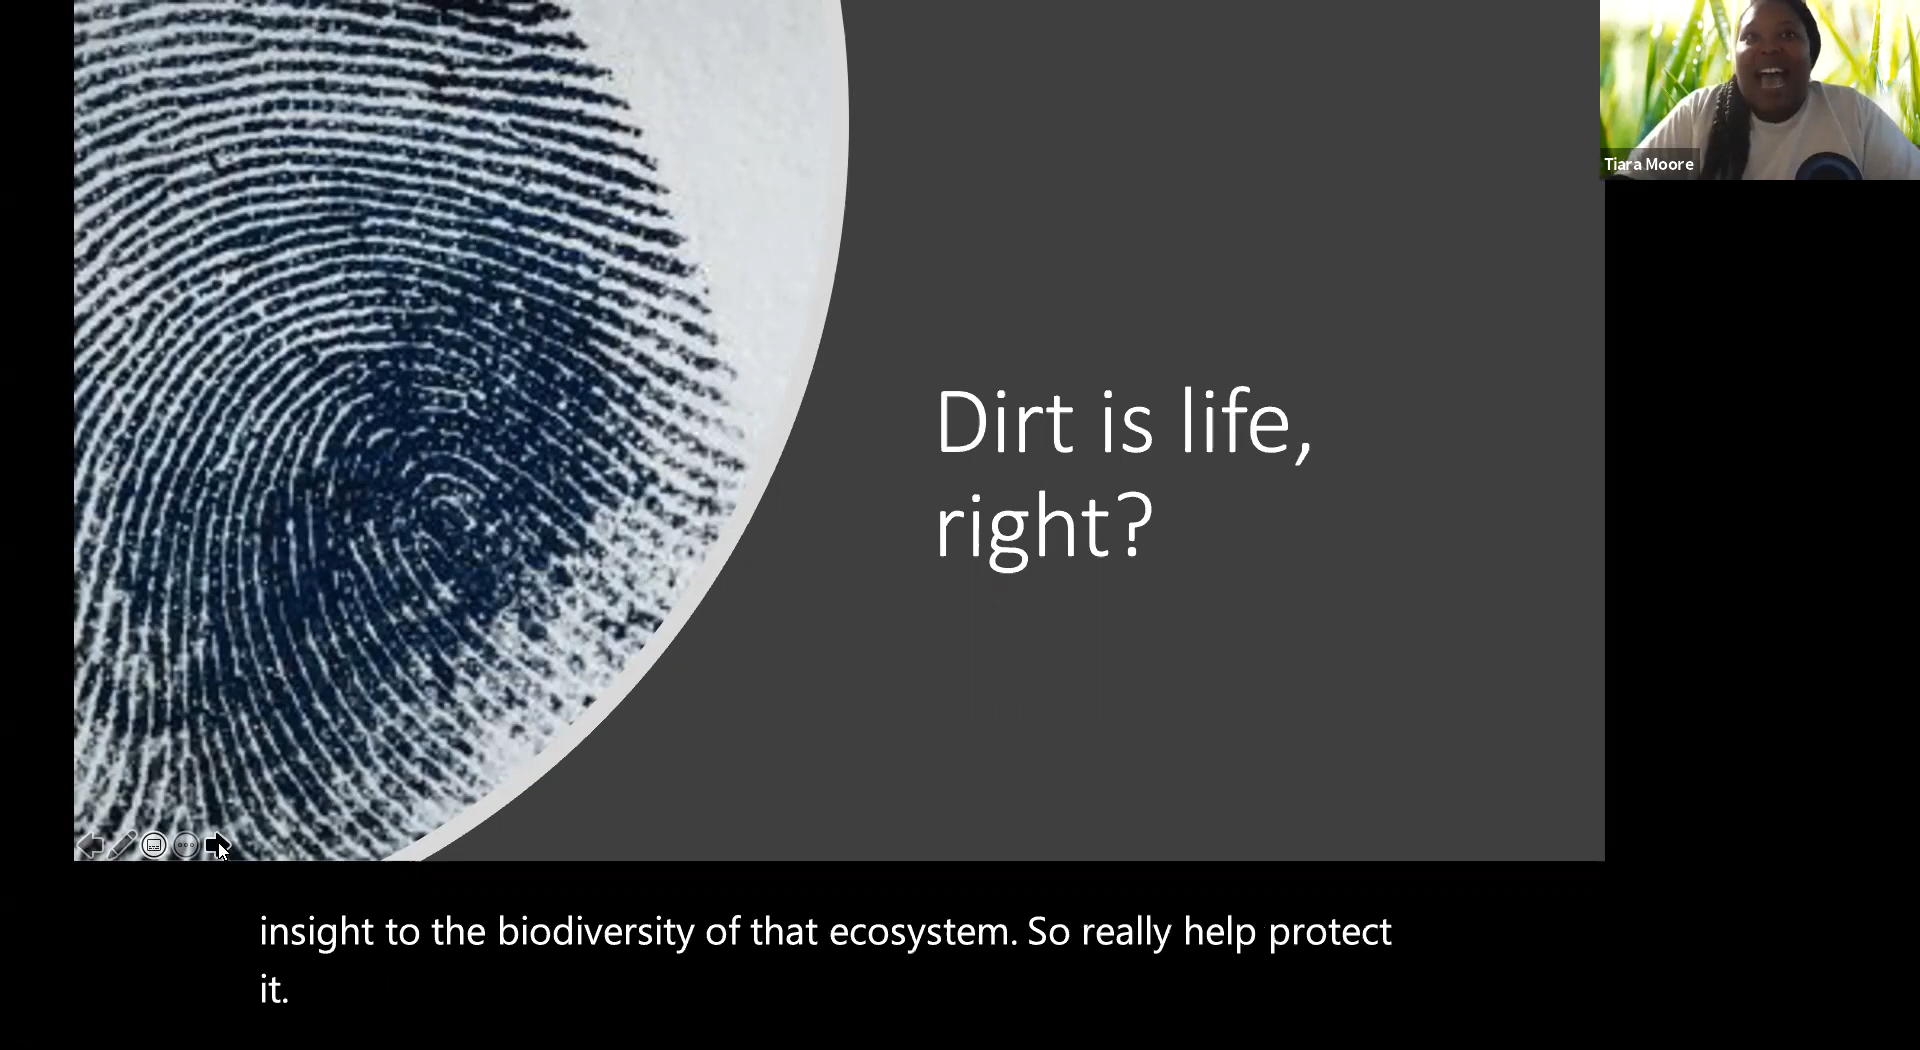 Tiara Moore
Dirt is life,
right?
insight to the biodiversity of that ecosystem. So really help protect
it.